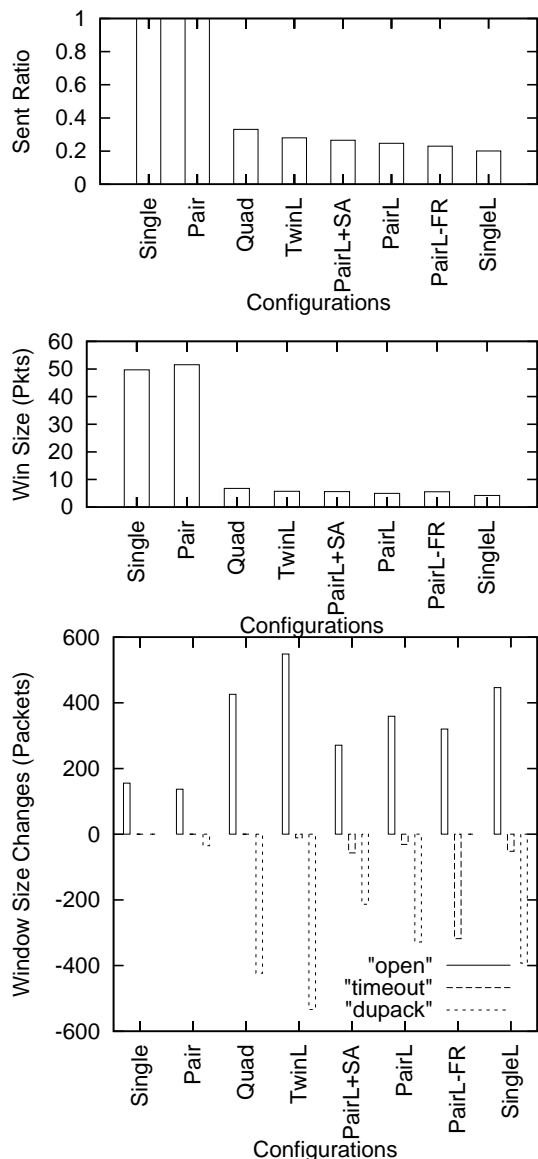 1
0.8
0.6
0.4
0.2
0
Sent Ratio
Single
Pair
Quad
TwinL
PairL+SA
PairL
PairL-FR
SingleL
Configurations
60
50
40
30
20
10
0
Win Size (Pkts)
Single
Pair
Quad
TwinL
PairL+SA
PairL
PairL-FR
SingleL
Configurations
600
400
200
0
-200
-400
-600
Window Size Changes (Packets)
"open"
"timeout"
"dupack"
Single
Pair
Quad
TwinL
PairL+SA
PairL
PairL-FR
SingleL
Configurations